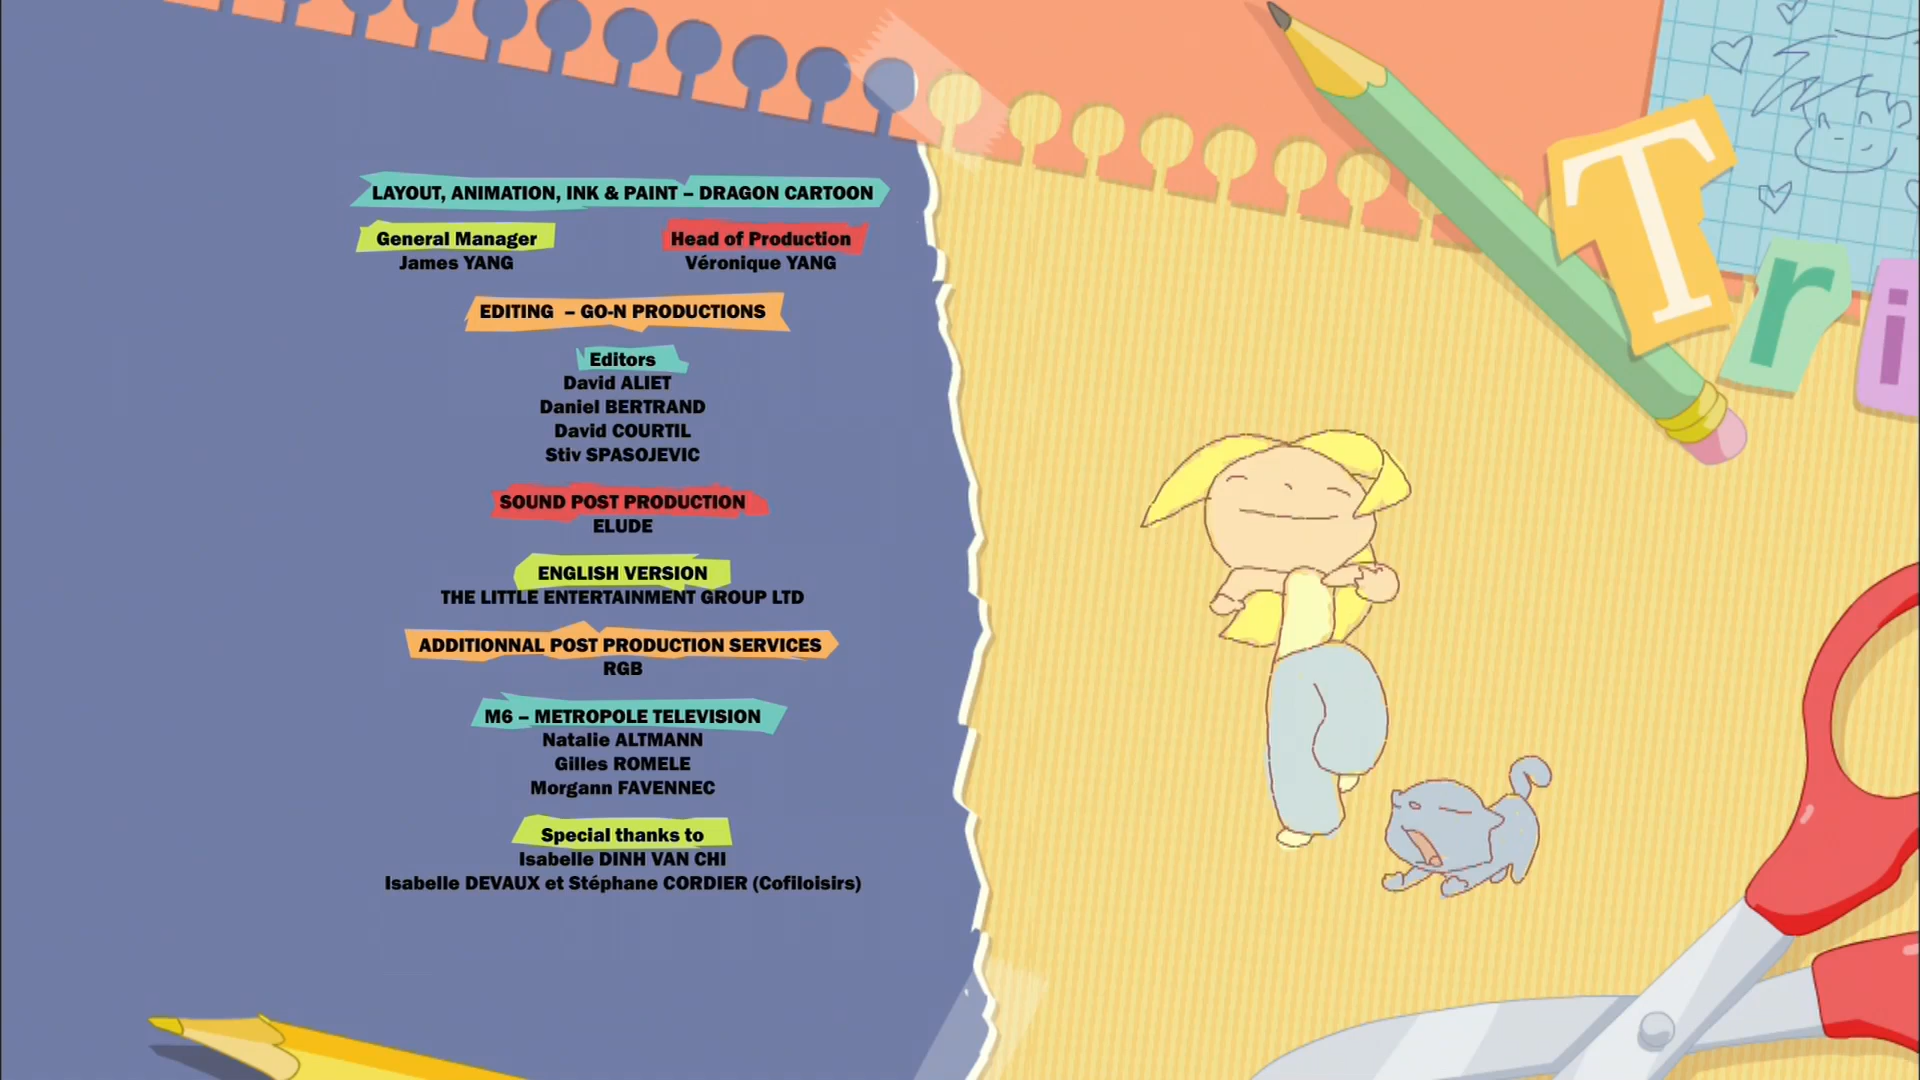 LAYOUT, ANIMATION, INK & PAINT – DRAGON CARTOON
General Manager
James YANG
Head of Production
Véronique YANG
EDITING – GO-N PRODUCTIONS
Editors
David ALIET
Daniel BERTRAND
David COURTIL
Stiv SPASOJEVIC
SOUND POST PRODUCTION
ELUDE
ENGLISH VERSION
THE LITTLE ENTERTAINMENT GROUP LTD
ADDITIONNAL POST PRODUCTION SERVICES
RGB
M6 – METROPOLE TELEVISION
Natalie ALTMANN
Gilles ROMELE
Morgann FAVENNEC
Special thanks to
Isabelle DINH VAN CHI
Isabelle DEVAUX et Stéphane CORDIER (Cofiloisirs)
Tri